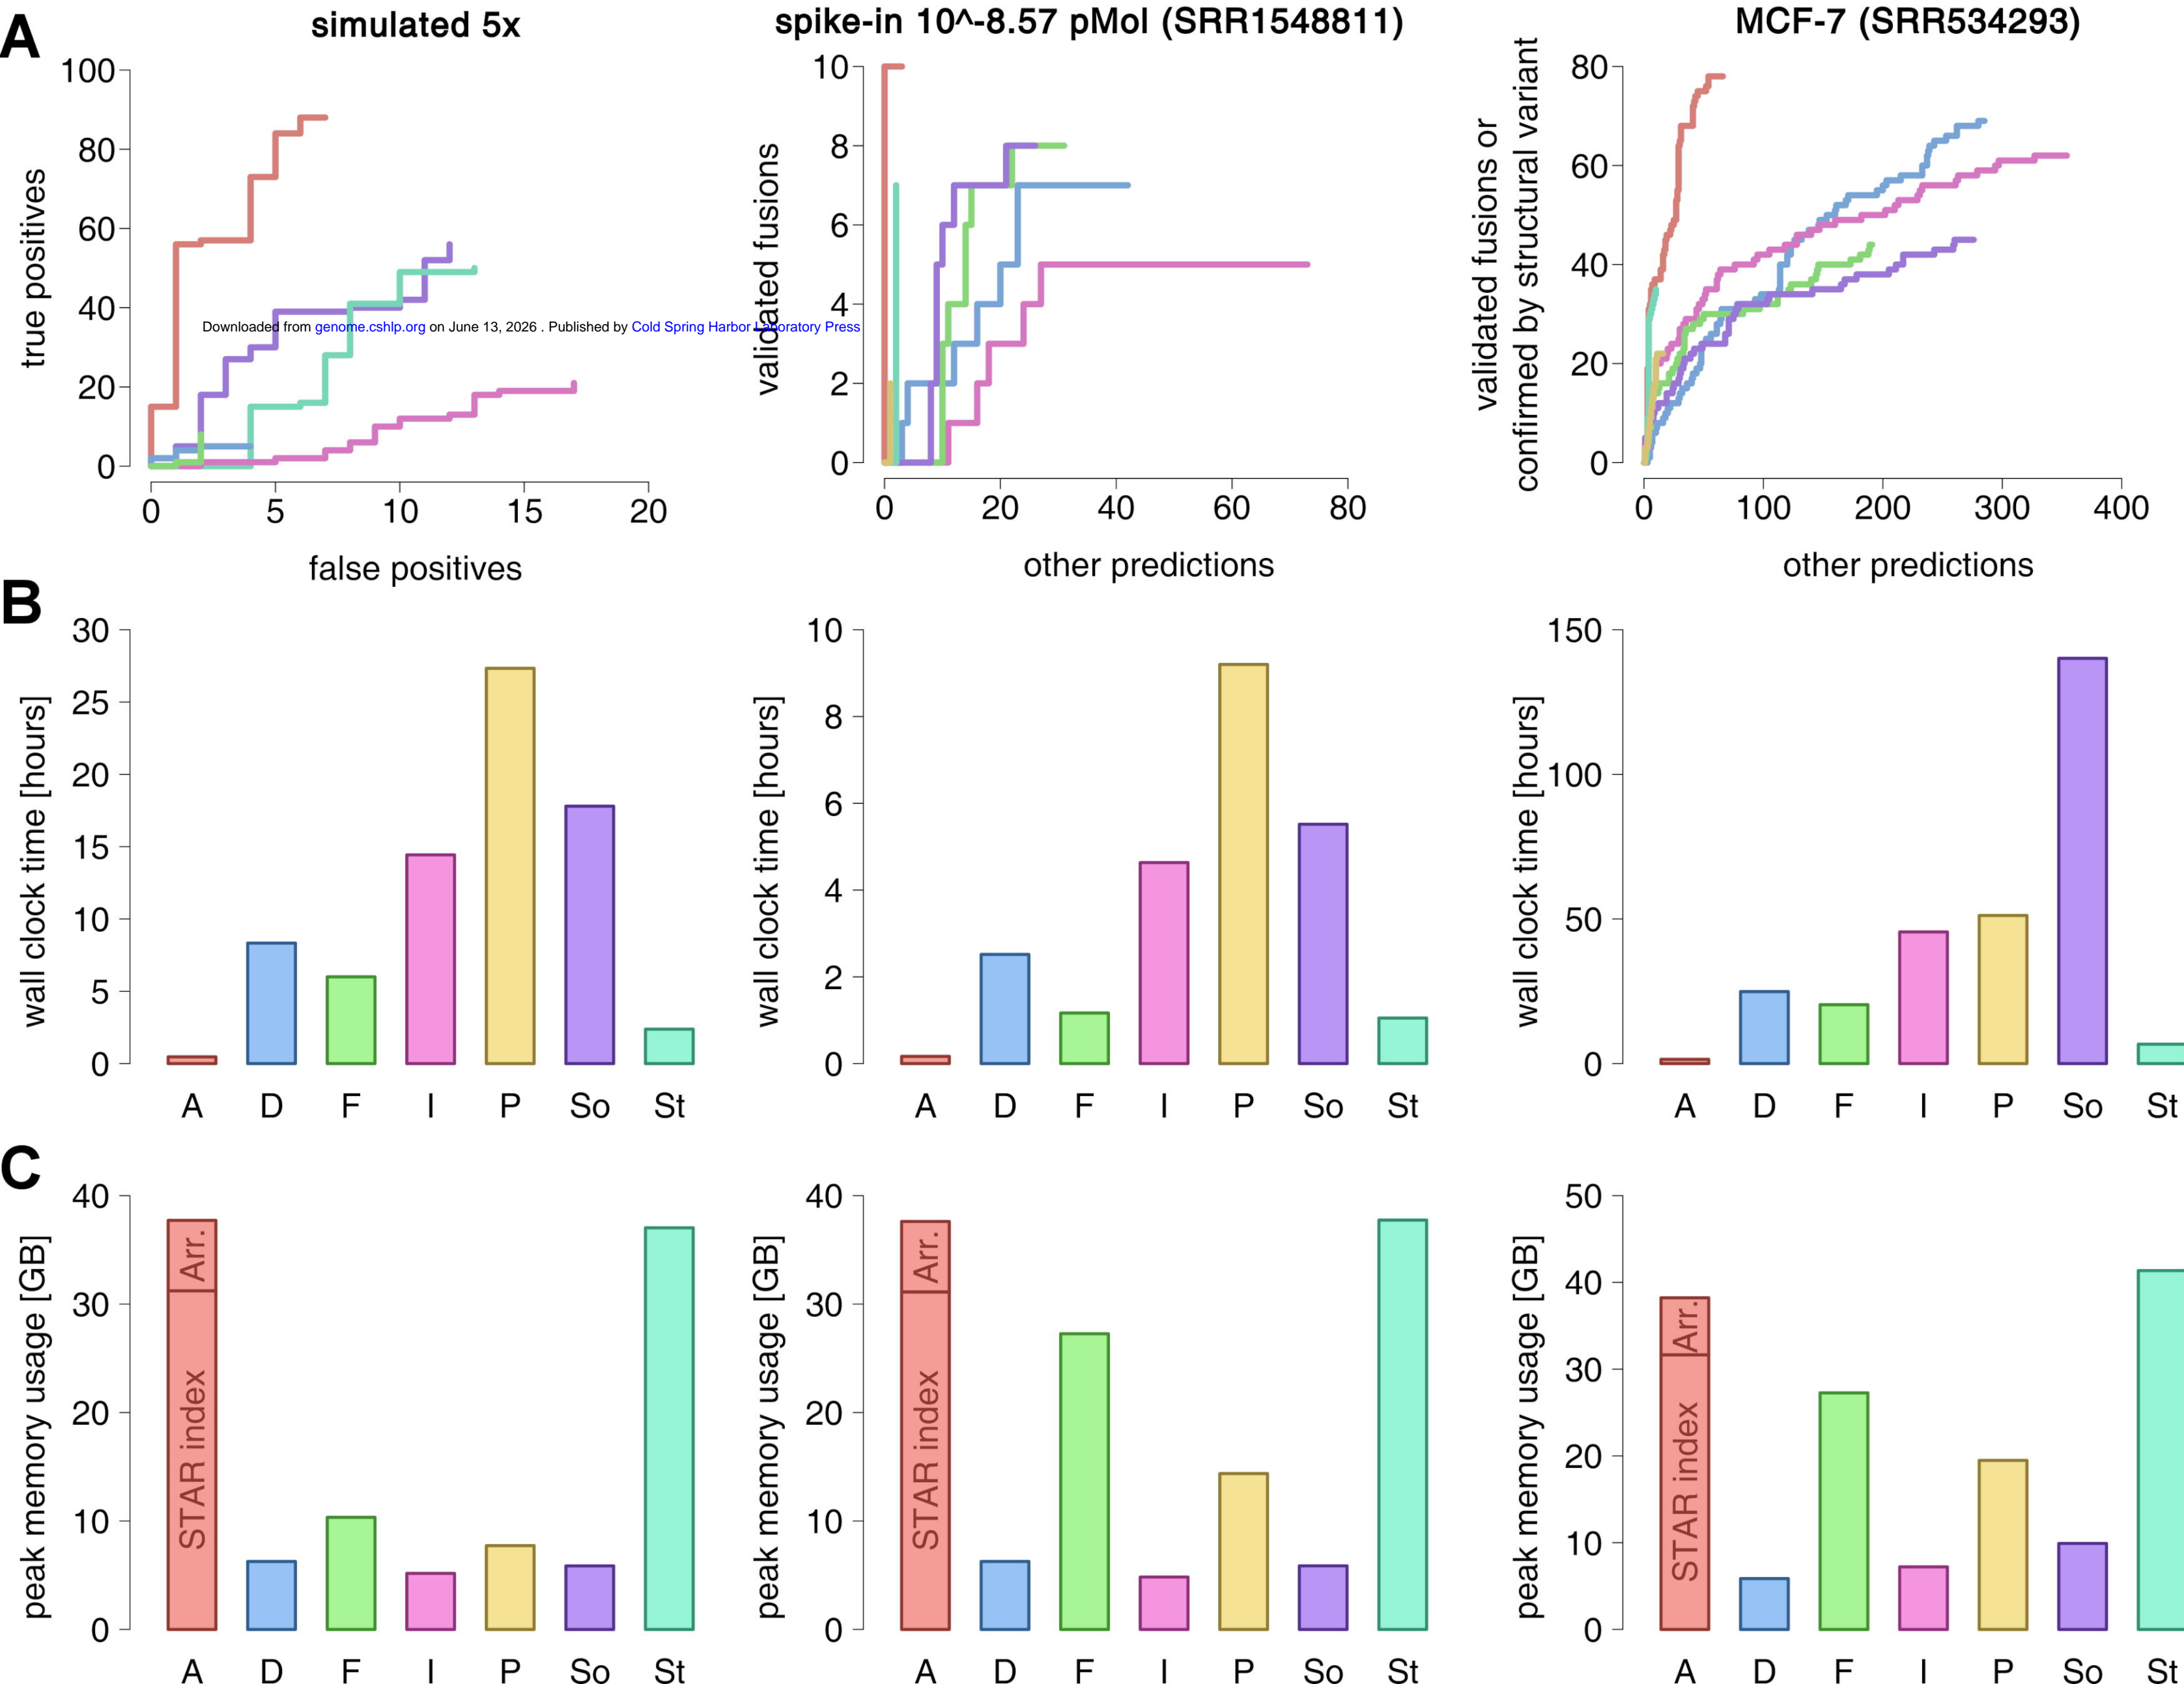 A
simulated 5x
spike-in 10^-8.57 pMol (SRR1548811)
MCF-7 (SRR534293)
true positives
100
80
60
40
20
0
0 5 10 15 20
false positives
validated fusions
10
8
6
4
2
0
0 20 40 60 80
other predictions
validated fusions or
confirmed by structural variant
80
60
40
20
0
0 100 200 300 400
other predictions
Downloaded from genome.cshlp.org on June 13, 2026 . Published by Cold Spring Harbor Laboratory Press
B
wall clock time [hours]
30
25
20
15
10
5
0
A D F I P So St
wall clock time [hours]
10
8
6
4
2
0
A D F I P So St
wall clock time [hours]
150
100
50
0
A D F I P So St
C
peak memory usage [GB]
40
30
20
10
0
Arr.
STAR index
A D F I P So St
peak memory usage [GB]
40
30
20
10
0
Arr.
STAR index
A D F I P So St
peak memory usage [GB]
50
40
30
20
10
0
Arr.
STAR index
A D F I P So St